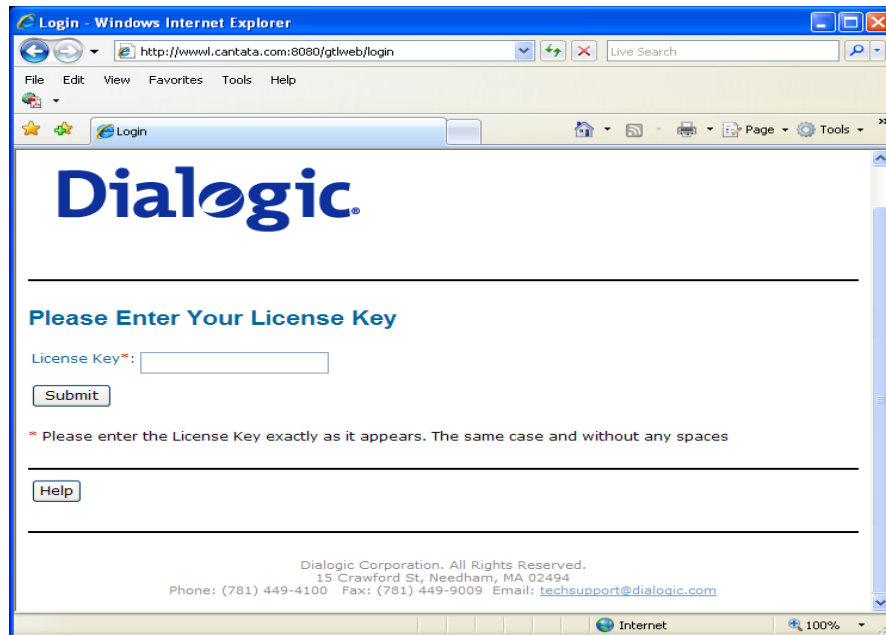 Login - Windows Internet Explorer
http://wwwl.cantata.com:8080/gtlweb/login
Live Search
File Edit View Favorites Tools Help
Login
Page Tools »
Dialogic®
Please Enter Your License Key
License Key*:
Submit
* Please enter the License Key exactly as it appears. The same case and without any spaces
Help
Dialogic Corporation. All Rights Reserved.
15 Crawford St, Needham, MA 02494
Phone: (781) 449-4100 Fax: (781) 449-9009 Email: techsupport@dialogic.com
Internet 100%